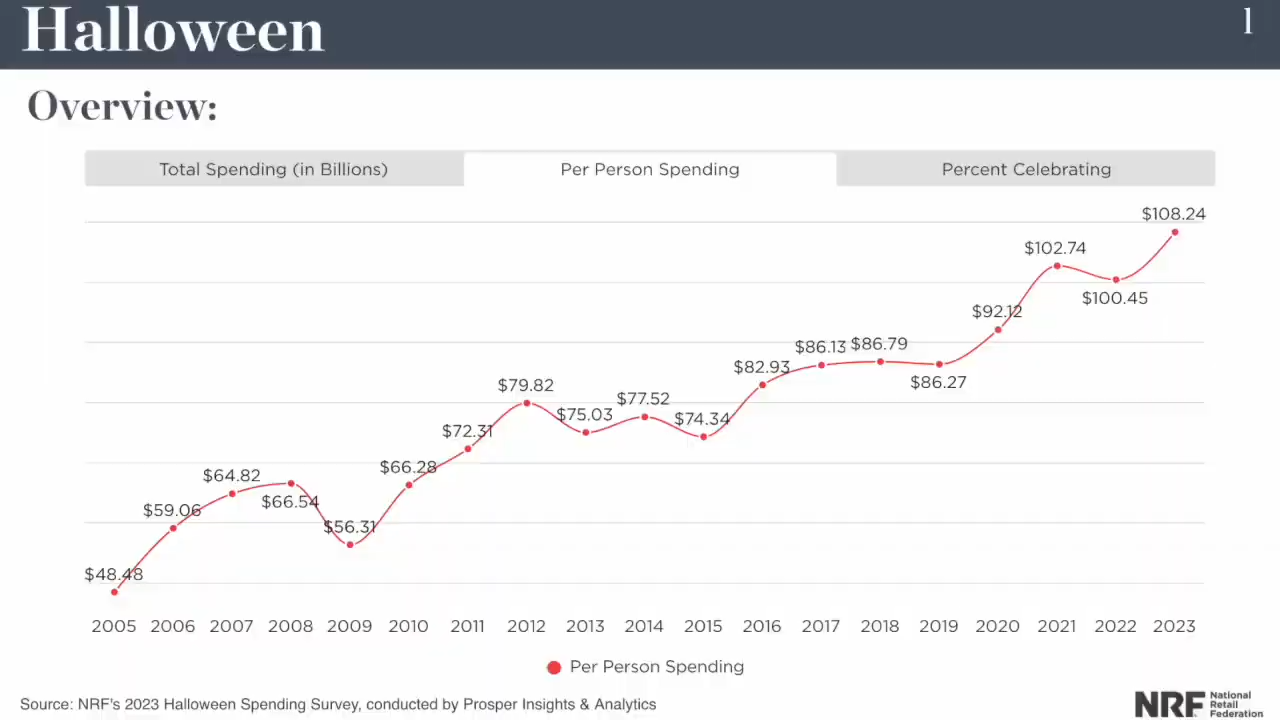 Halloween
1
Overview:
Total Spending (in Billions) Per Person Spending Percent Celebrating
$108.24
$102.74
$100.45
$92.12
$86.13 $86.79
$86.27
$82.93
$79.82
$77.52
$75.03
$74.34
$72.31
$66.28
$64.82
$66.54
$59.06
$56.31
$48.48
2005 2006 2007 2008 2009 2010 2011 2012 2013 2014 2015 2016 2017 2018 2019 2020 2021 2022 2023
Per Person Spending
Source: NRF's 2023 Halloween Spending Survey, conducted by Prosper Insights & Analytics
NRF
National
Retail
Federation